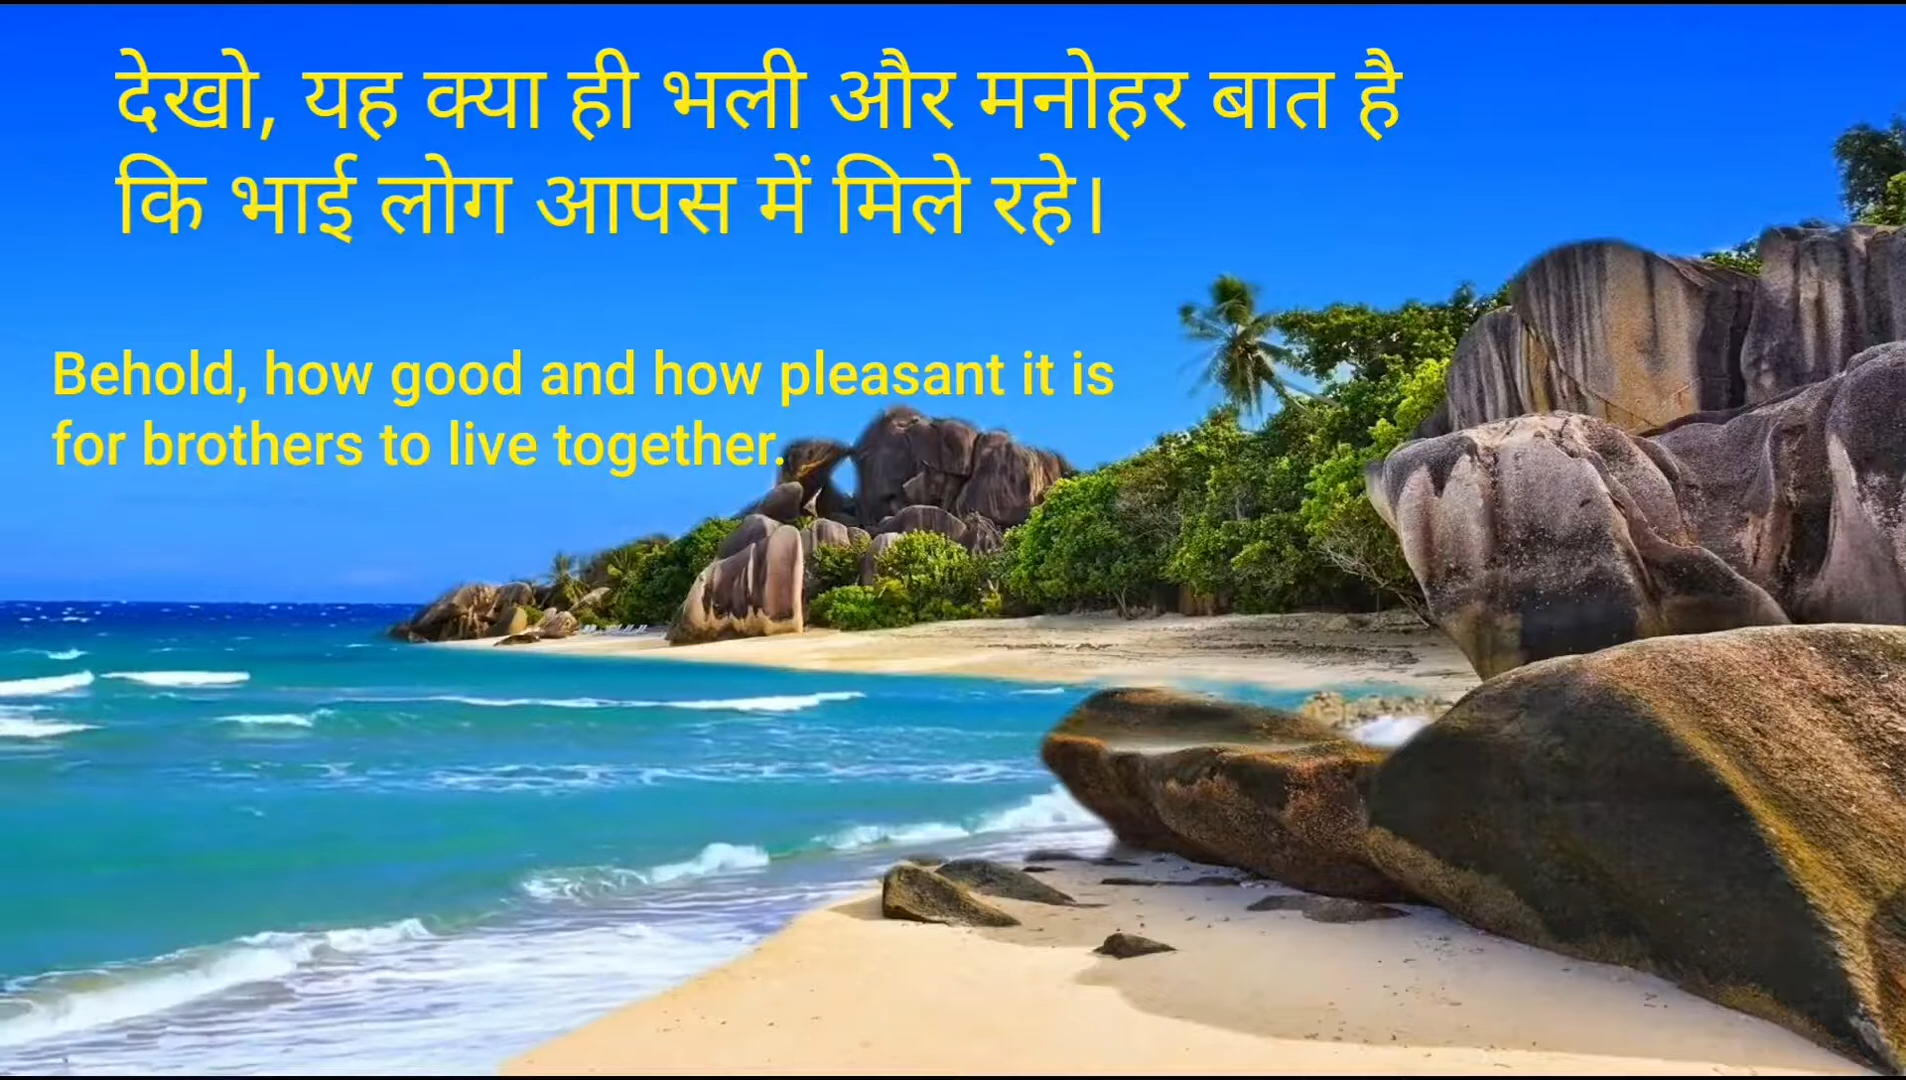 देखो, यह क्या ही भली और मनोहर बात है
कि भाई लोग आपस में मिले रहे।
Behold, how good and how pleasant it is
for brothers to live together.